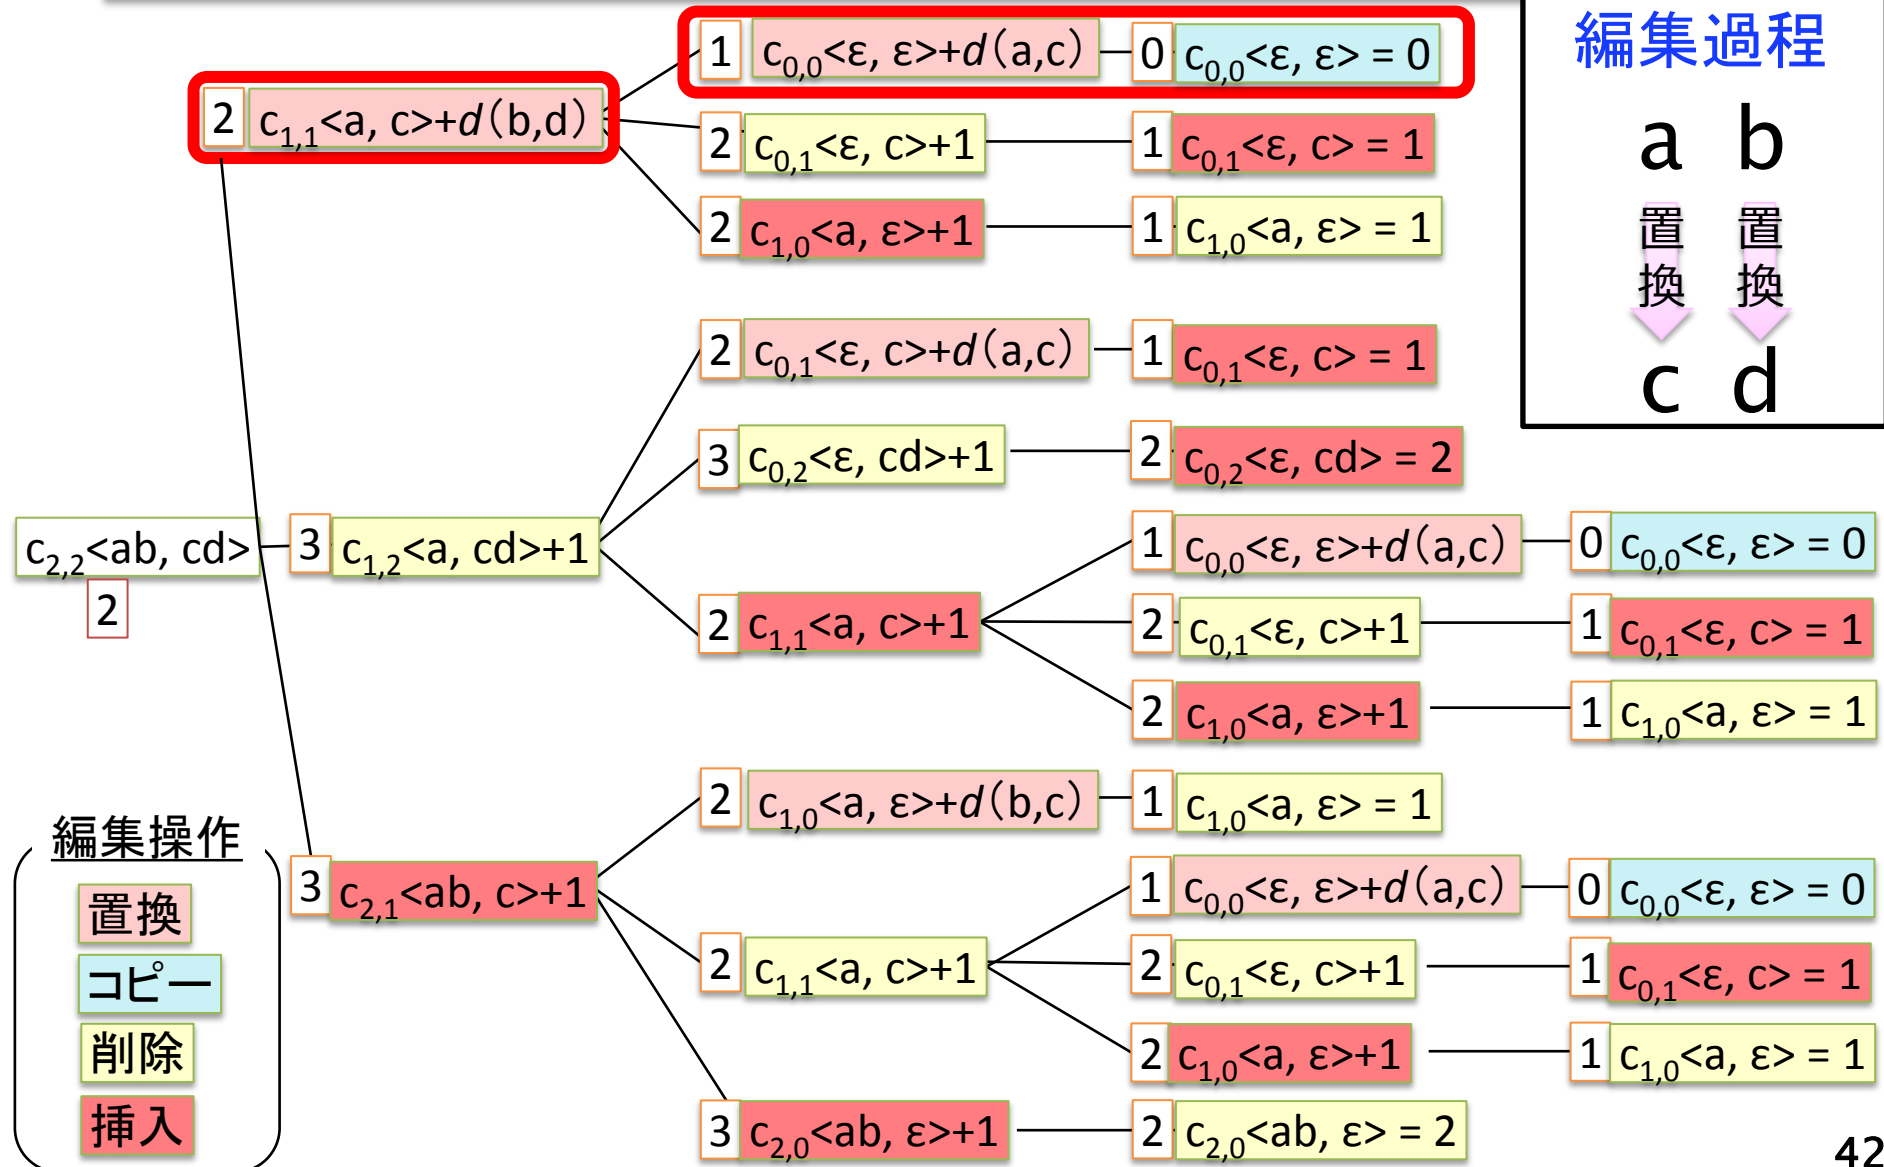 編集過程
a b
置換 置換
c d
1 c0,0<ε, ε>+d(a,c) 0 c0,0<ε, ε> = 0
2 c1,1<a, c>+d(b,d)
2 c0,1<ε, c>+1 1 c0,1<ε, c> = 1
2 c1,0<a, ε>+1 1 c1,0<a, ε> = 1
2 c0,1<ε, c>+d(a,c) 1 c0,1<ε, c> = 1
3 c0,2<ε, cd>+1 2 c0,2<ε, cd> = 2
c2,2<ab, cd> 3 c1,2<a, cd>+1 1 c0,0<ε, ε>+d(a,c) 0 c0,0<ε, ε> = 0
2
2 c1,1<a, c>+1 2 c0,1<ε, c>+1 1 c0,1<ε, c> = 1
2 c1,0<a, ε>+1 1 c1,0<a, ε> = 1
2 c1,0<a, ε>+d(b,c) 1 c1,0<a, ε> = 1
3 c2,1<ab, c>+1 1 c0,0<ε, ε>+d(a,c) 0 c0,0<ε, ε> = 0
2 c1,1<a, c>+1 2 c0,1<ε, c>+1 1 c0,1<ε, c> = 1
2 c1,0<a, ε>+1 1 c1,0<a, ε> = 1
3 c2,0<ab, ε>+1 2 c2,0<ab, ε> = 2
編集操作
置換
コピー
削除
挿入
42